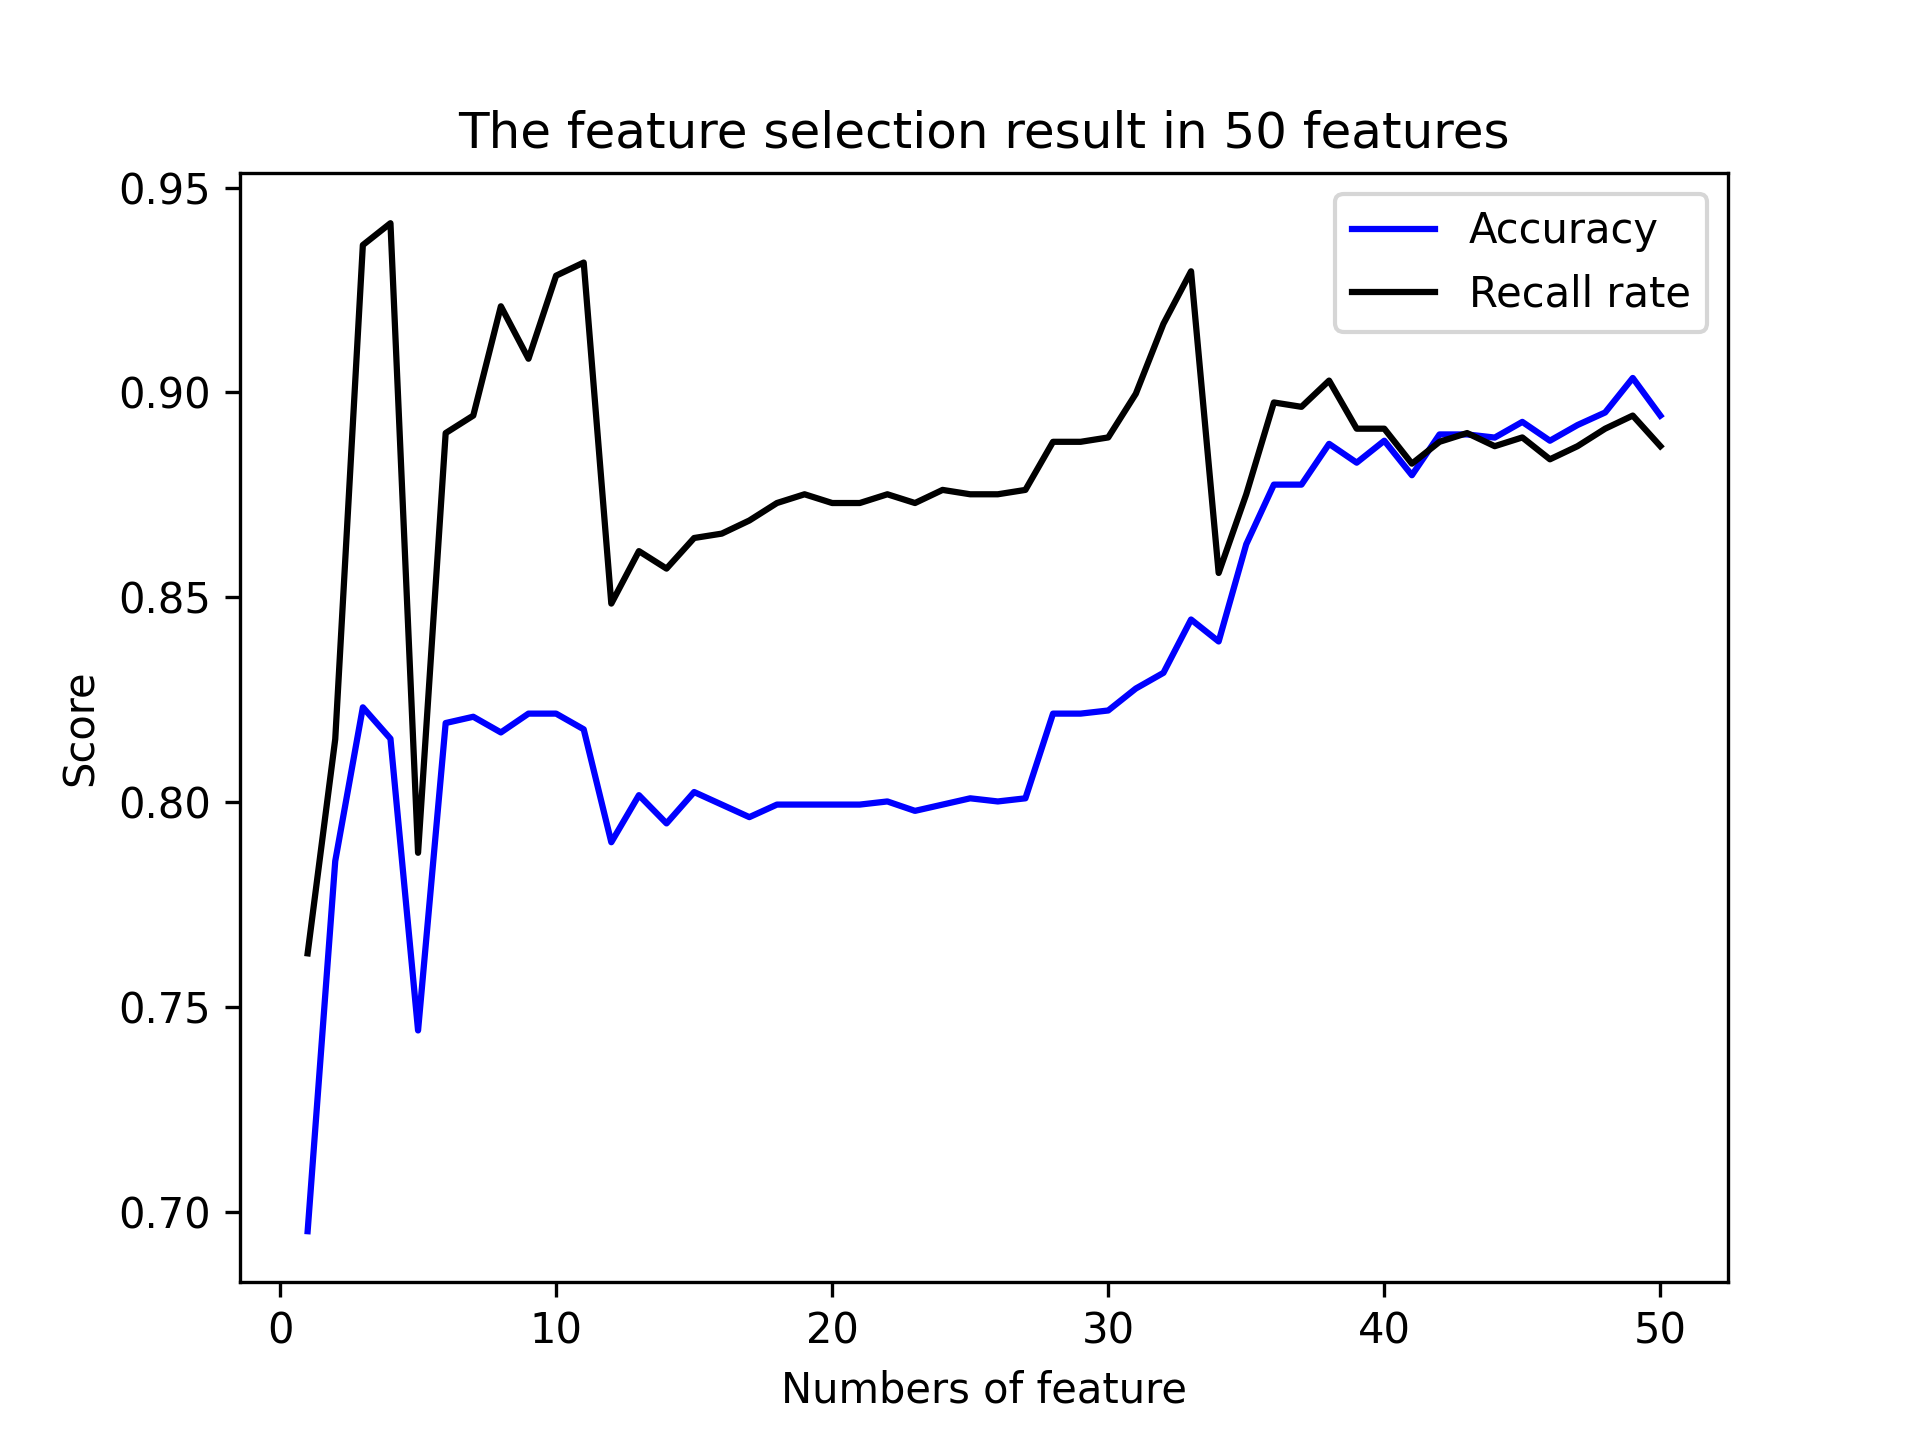 The feature selection result in 50 features
Accuracy
Recall rate
0.95
0.90
0.85
0.80
0.75
0.70
Score
0 10 20 30 40 50
Numbers of feature